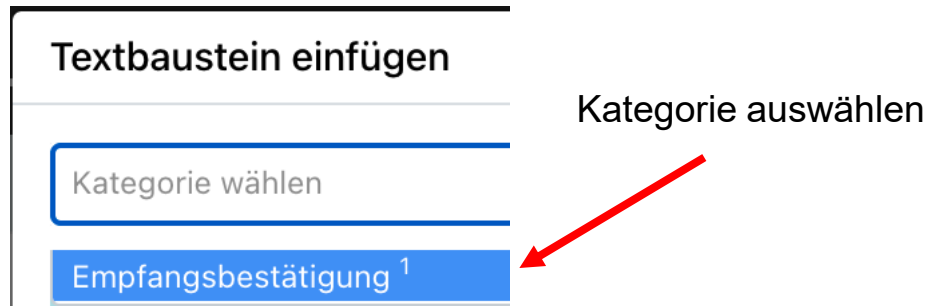 Textbaustein einfügen
Kategorie auswählen
Kategorie wählen
Empfangsbestätigung ¹